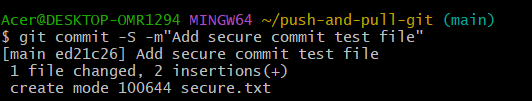 Acer@DESKTOP-OMR1294 MINGW64 ~/push-and-pull-git (main)
$ git commit -S -m"Add secure commit test file"
[main ed21c26] Add secure commit test file
 1 file changed, 2 insertions(+)
 create mode 100644 secure.txt